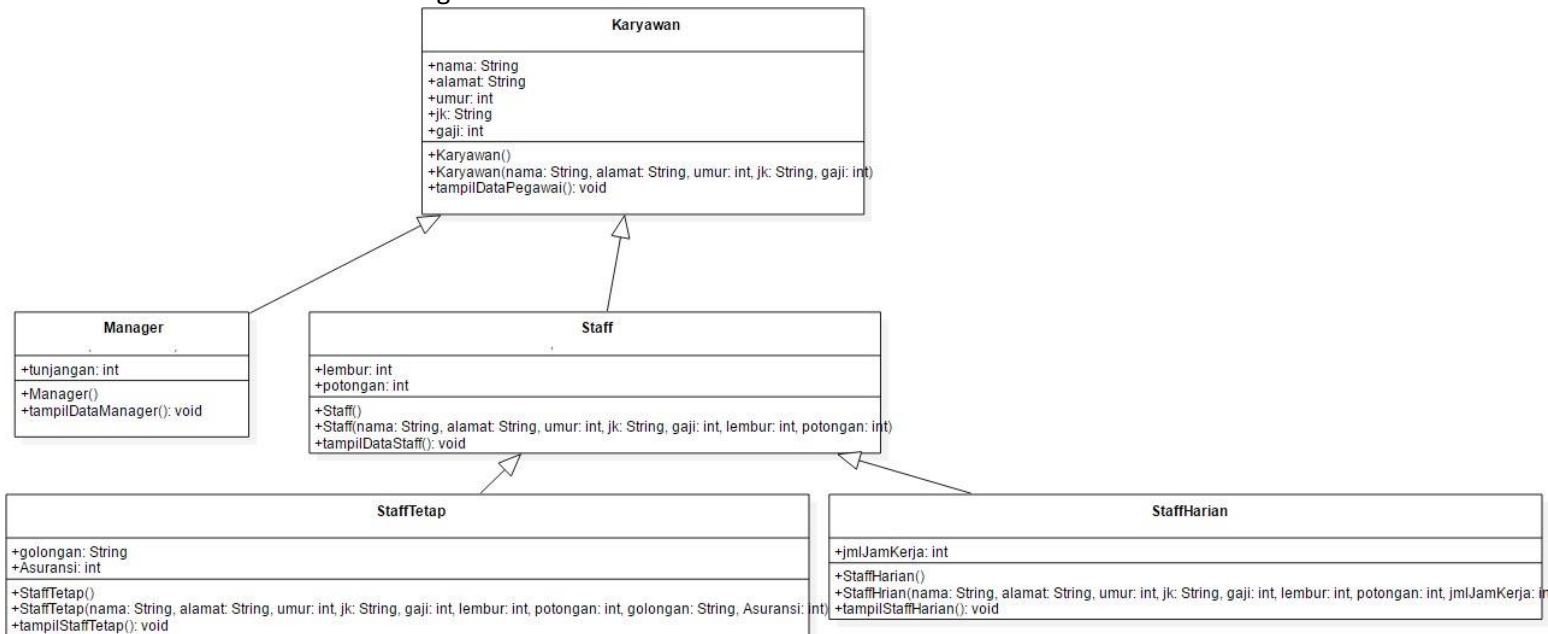 Karyawan
+nama: String
+alamat: String
+umur: int
+jk: String
+gaji: int
+Karyawan()
+Karyawan(nama: String, alamat: String, umur: int, jk: String, gaji: int)
+tampilDataPegawai(): void
Manager
+tunjangan: int
+Manager()
+tampilDataManager(): void
Staff
+lembur: int
+potongan: int
+Staff()
+Staff(nama: String, alamat: String, umur: int, jk: String, gaji: int, lembur: int, potongan: int)
+tampilDataStaff(): void
StaffTetap
+golongan: String
+Asuransi: int
+StaffTetap()
+StaffTetap(nama: String, alamat: String, umur: int, jk: String, gaji: int, lembur: int, potongan: int, golongan: String, Asuransi: int)
+tampilStaffTetap(): void
StaffHarian
+jmlJamKerja: int
+StaffHarian()
+StaffHrian(nama: String, alamat: String, umur: int, jk: String, gaji: int, lembur: int, potongan: int, jmlJamKerja:
+tampilStaffHarian(): void